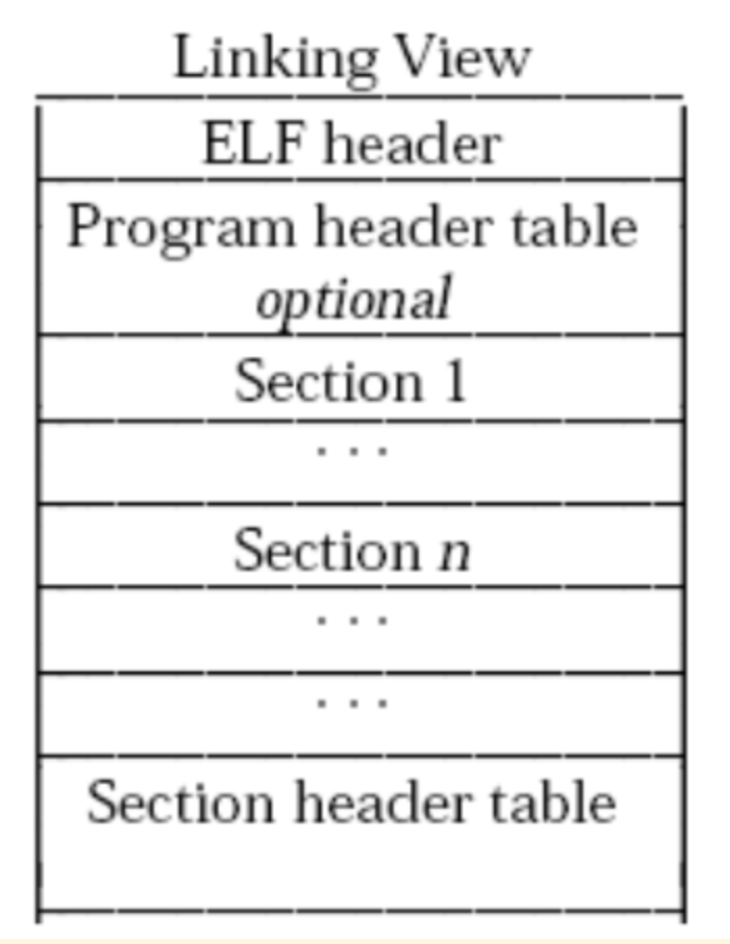 Linking View
ELF header
Program header table
optional
Section 1
· · ·
Section n
· · ·
· · ·
Section header table